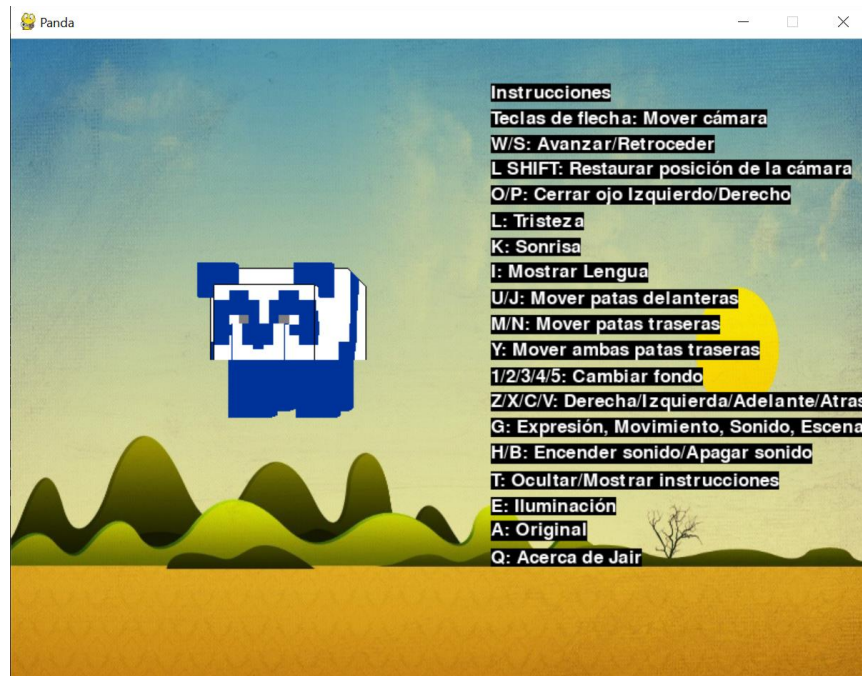 Panda
Instrucciones
Teclas de flecha: Mover cámara
W/S: Avanzar/Retroceder
L SHIFT: Restaurar posición de la cámara
O/P: Cerrar ojo Izquierdo/Derecho
L: Tristeza
K: Sonrisa
I: Mostrar Lengua
U/J: Mover patas delanteras
M/N: Mover patas traseras
Y: Mover ambas patas traseras
1/2/3/4/5: Cambiar fondo
Z/X/C/V: Derecha/Izquierda/Adelante/Atras
G: Expresión, Movimiento, Sonido, Escena
H/B: Encender sonido/Apagar sonido
T: Ocultar/Mostrar instrucciones
E: Iluminación
A: Original
Q: Acerca de Jair